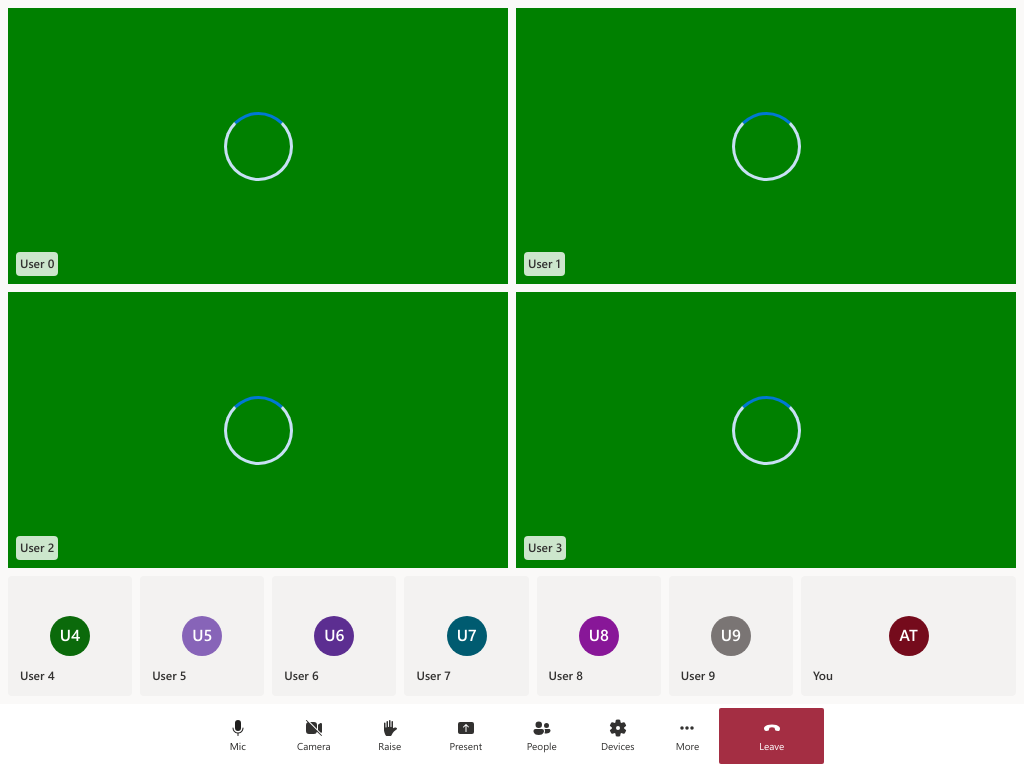 User 0
User 1
User 2
User 3
U4
U5
U6
U7
U8
U9
AT
User 4
User 5
User 6
User 7
User 8
User 9
You
Mic
Camera
Raise
Present
People
Devices
More
Leave